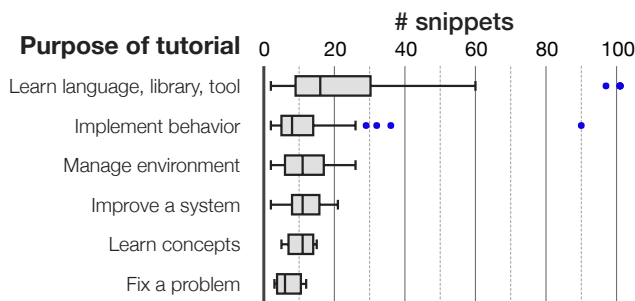 # snippets
Purpose of tutorial 0 20 40 60 80 100
Learn language, library, tool
Implement behavior
Manage environment
Improve a system
Learn concepts
Fix a problem